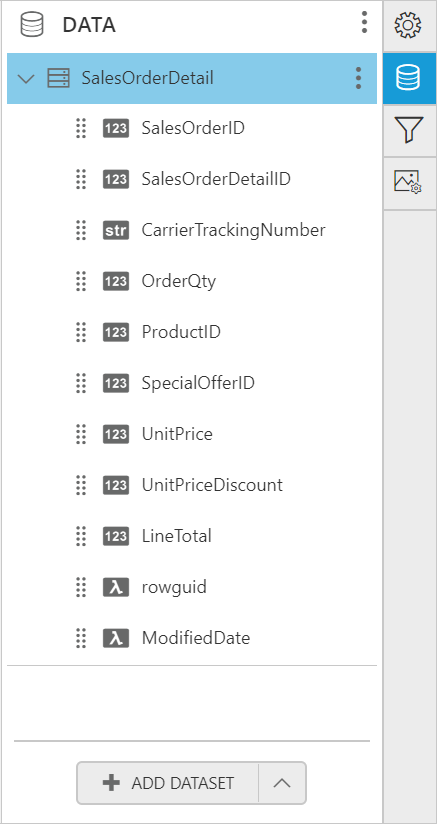 DATA
SalesOrderDetail
123 SalesOrderID
123 SalesOrderDetailID
str CarrierTrackingNumber
123 OrderQty
123 ProductID
123 SpecialOfferID
123 UnitPrice
123 UnitPriceDiscount
123 LineTotal
λ rowguid
λ ModifiedDate
ADD DATASET